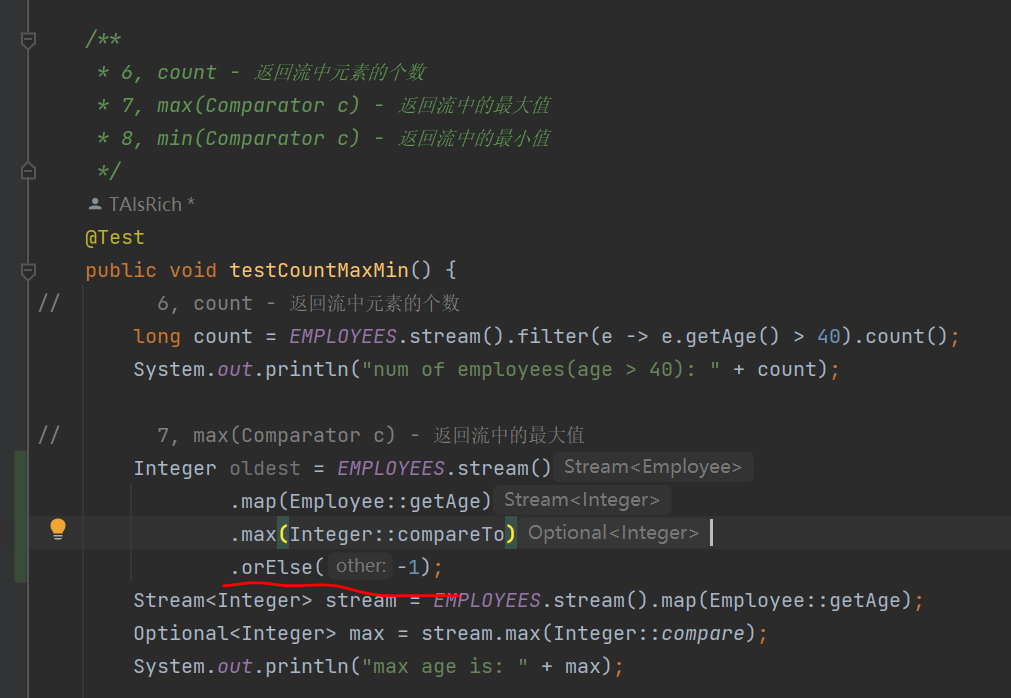 /**
* 6, count - 返回流中元素的个数
* 7, max(Comparator c) - 返回流中的最大值
* 8, min(Comparator c) - 返回流中的最小值
*/
TAIsRich *
@Test
public void testCountMaxMin() {
// 6, count - 返回流中元素的个数
long count = EMPLOYEES.stream().filter(e -> e.getAge() > 40).count();
System.out.println("num of employees(age > 40): " + count);
// 7, max(Comparator c) - 返回流中的最大值
Integer oldest = EMPLOYEES.stream() Stream<Employee>
.map(Employee::getAge) Stream<Integer>
.max(Integer::compareTo) Optional<Integer>
.orElse( other: -1);
Stream<Integer> stream = EMPLOYEES.stream().map(Employee::getAge);
Optional<Integer> max = stream.max(Integer::compare);
System.out.println("max age is: " + max);